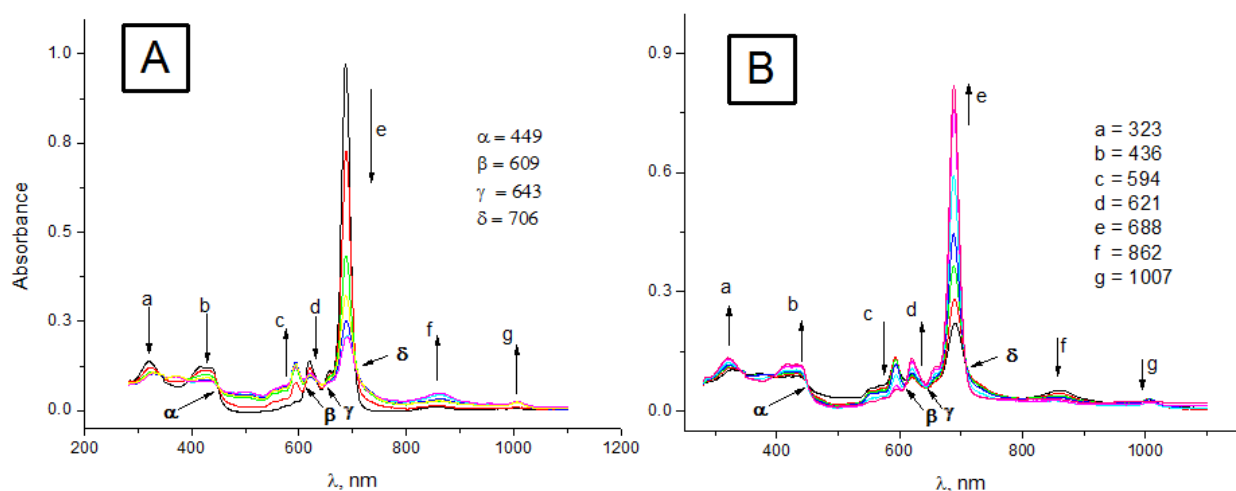 A
1.0
0.8
0.5
0.3
0.0
Absorbance
a
b
c
d
e
f
g
α
β
γ
δ
α = 449
β = 609
γ = 643
δ = 706
200
400
600
800
1000
1200
λ, nm
B
0.9
0.6
0.3
0.0
a
b
c
d
e
f
g
α
β
γ
δ
a = 323
b = 436
c = 594
d = 621
e = 688
f = 862
g = 1007
400
600
800
1000
λ, nm